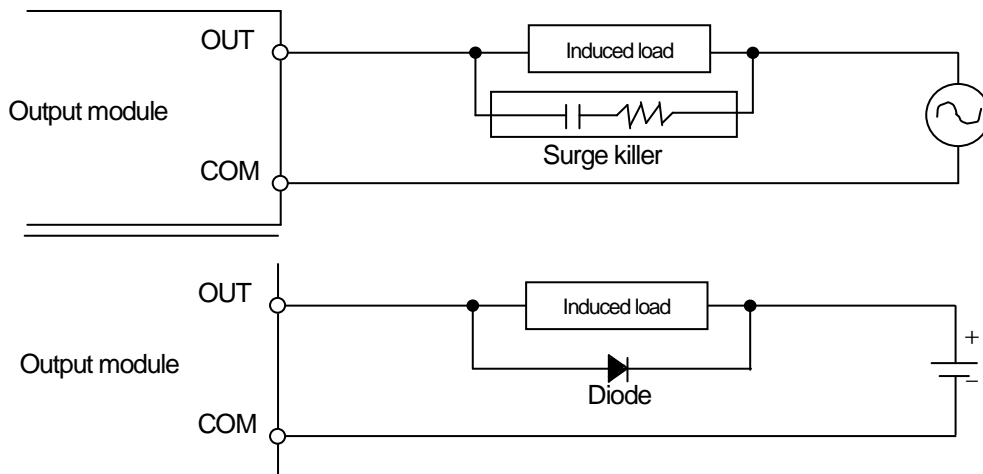 OUT
Induced load
Output module
Surge killer
COM
OUT
Induced load
+
Output module
−
Diode
COM